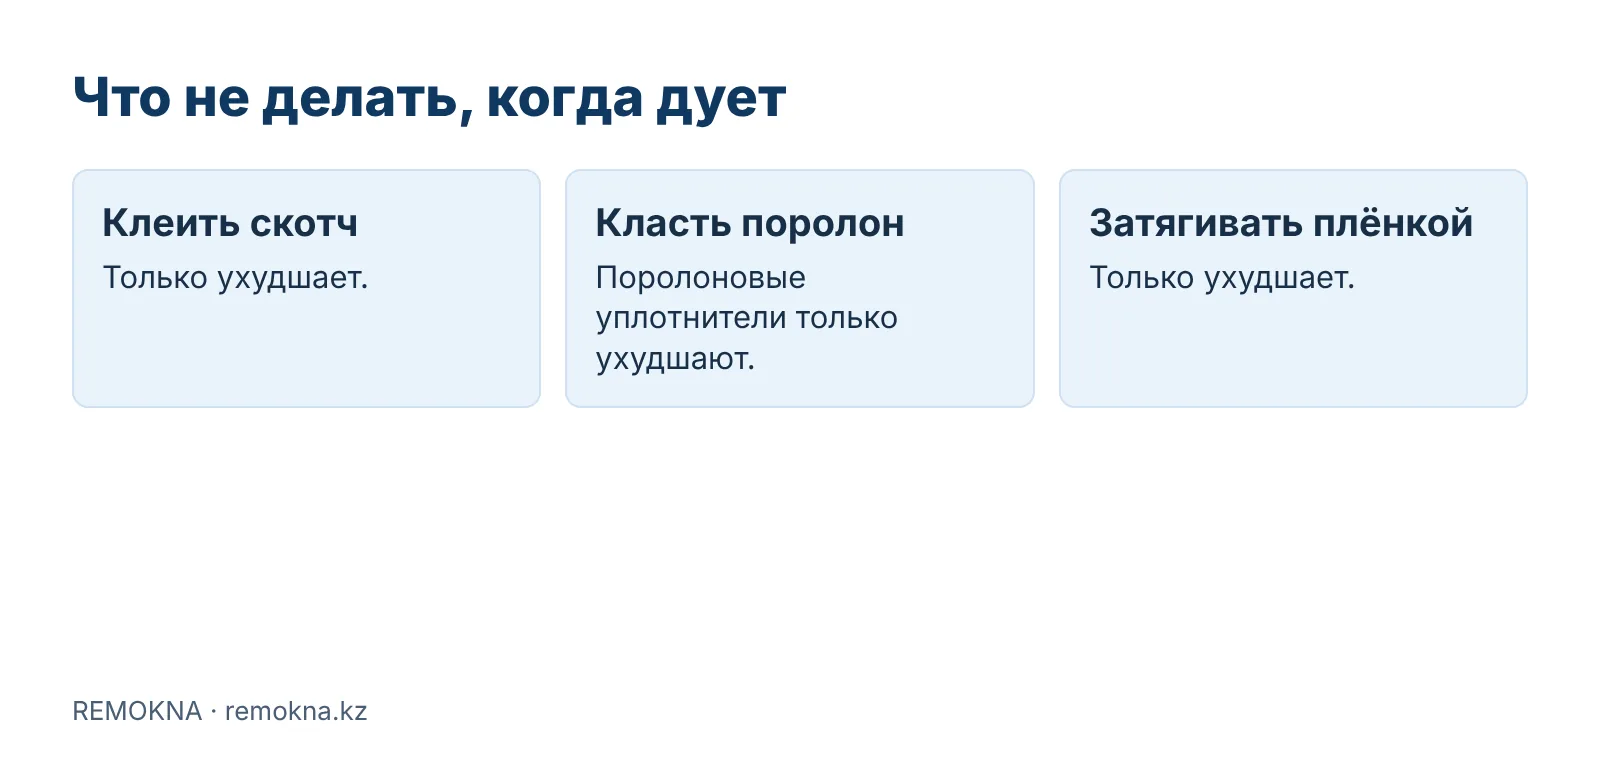 Что не делать, когда дует
Клеить скотч
Только ухудшает.
Класть поролон
Поролоновые
уплотнители только
ухудшают.
Затягивать плёнкой
Только ухудшает.
REMOKNA · remokna.kz